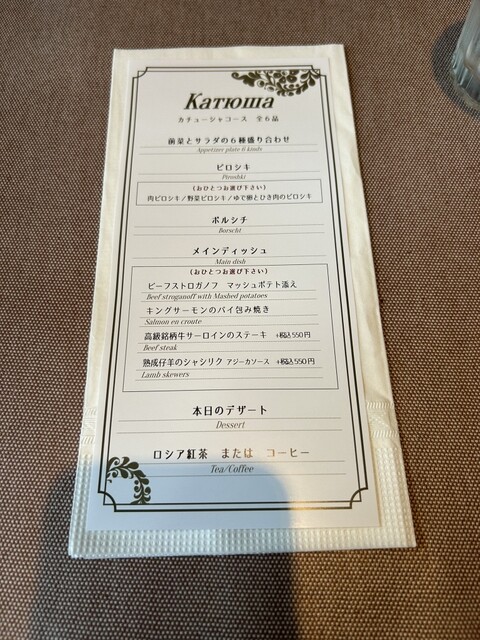 Катюша
カチューシャコース 全6品
前菜とサラダの6種盛り合わせ
Appetizer plate 6 kinds
ピロシキ
Piroshki
(おひとつお選び下さい)
肉ピロシキ／野菜ピロシキ／ゆで卵とひき肉のピロシキ
ボルシチ
Borscht
メインディッシュ
Main dish
(おひとつお選び下さい)
ビーフストロガノフ マッシュポテト添え
Beef stroganoff with Mashed potatoes
キングサーモンのパイ包み焼き
Salmon en croute
高級銘柄牛サーロインのステーキ +税込550円
Beef steak
熟成仔羊のシャシリク アジーカソース +税込550円
Lamb skewers
本日のデザート
Dessert
ロシア紅茶 または コーヒー
Tea/Coffee